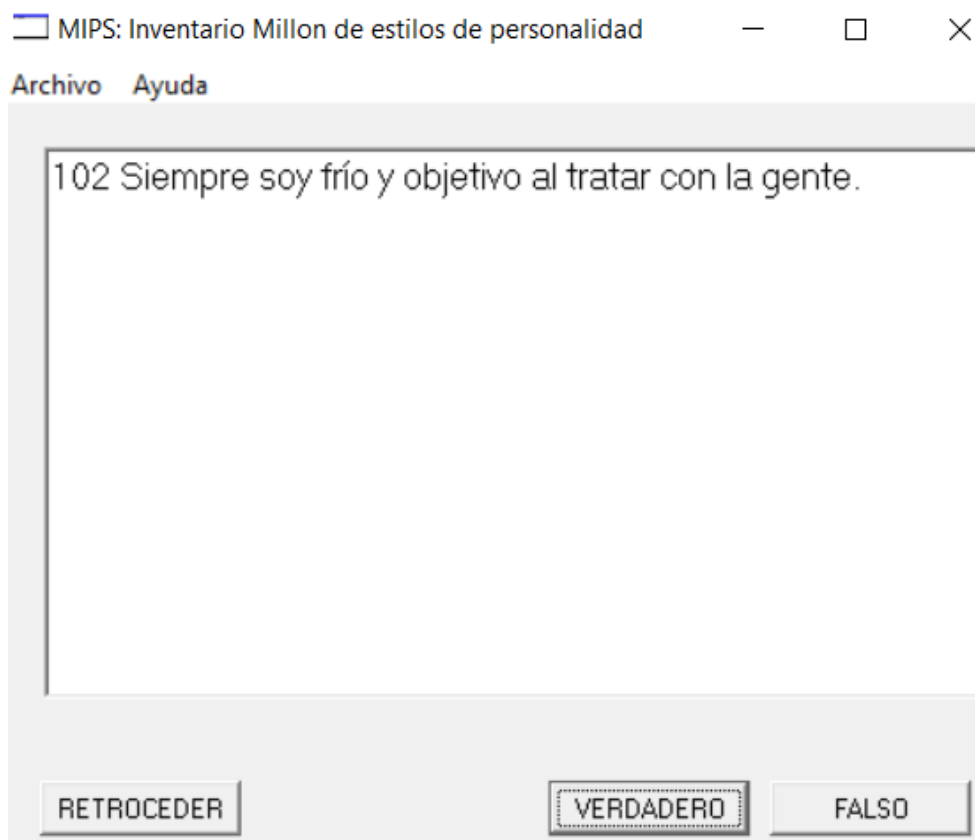 MIPS: Inventario Millon de estilos de personalidad
Archivo Ayuda
102 Siempre soy frío y objetivo al tratar con la gente.
RETROCEDER VERDADERO FALSO